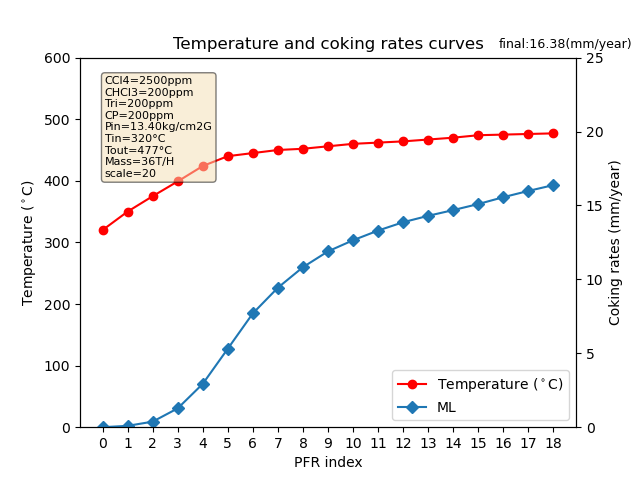 Temperature and coking rates curves
final:16.38(mm/year)
CCl4=2500ppm
CHCl3=200ppm
Tri=200ppm
CP=200ppm
Pin=13.40kg/cm2G
Tin=320°C
Tout=477°C
Mass=36T/H
scale=20
600
500
400
300
200
100
0
Temperature (°C)
25
20
15
10
5
0
Coking rates (mm/year)
Temperature (°C)
ML
0 1 2 3 4 5 6 7 8 9 10 11 12 13 14 15 16 17 18
PFR index